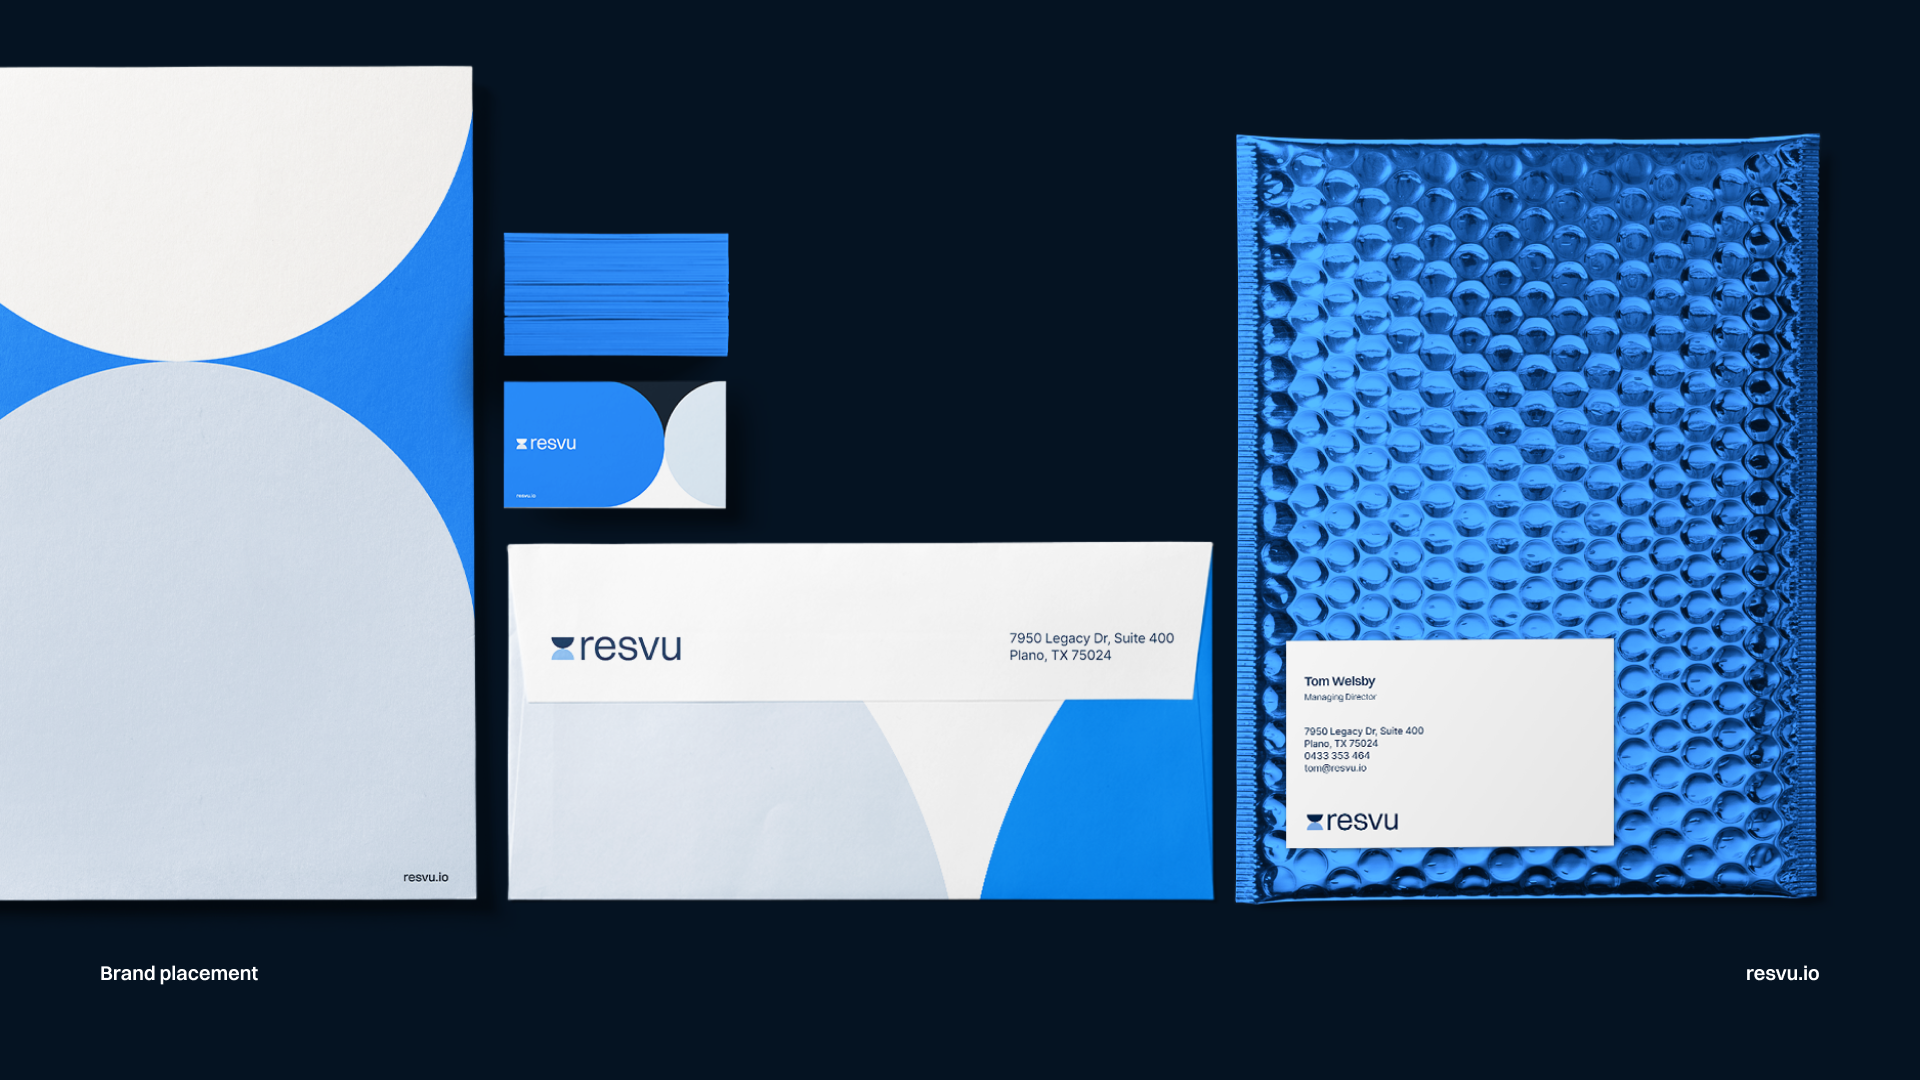 resvu
resvu.io
resvu
7950 Legacy Dr, Suite 400
Plano, TX 75024
Tom Welsby
Managing Director
7950 Legacy Dr, Suite 400
Plano, TX 75024
0433 353 464
tom@resvu.io
resvu
resvu.io
Brand placement
resvu.io